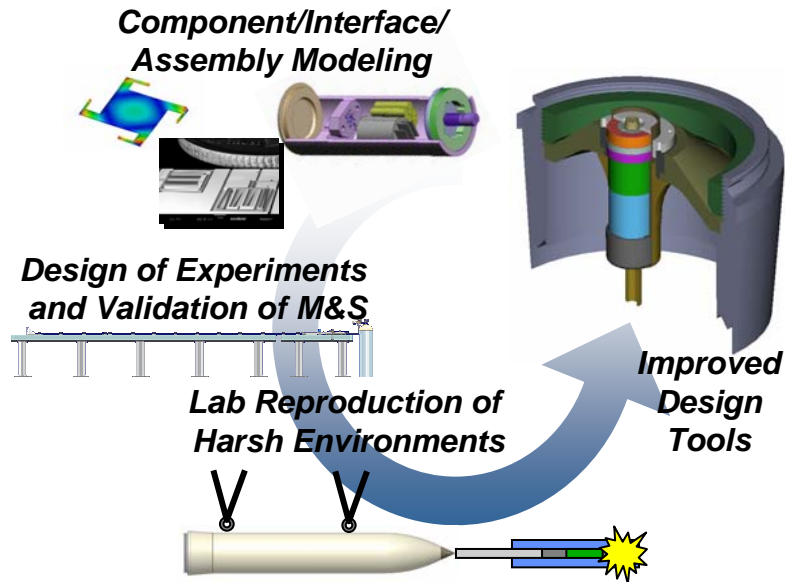 Component/Interface/
Assembly Modeling
Design of Experiments
and Validation of M&S
Lab Reproduction of
Harsh Environments
Improved
Design
Tools